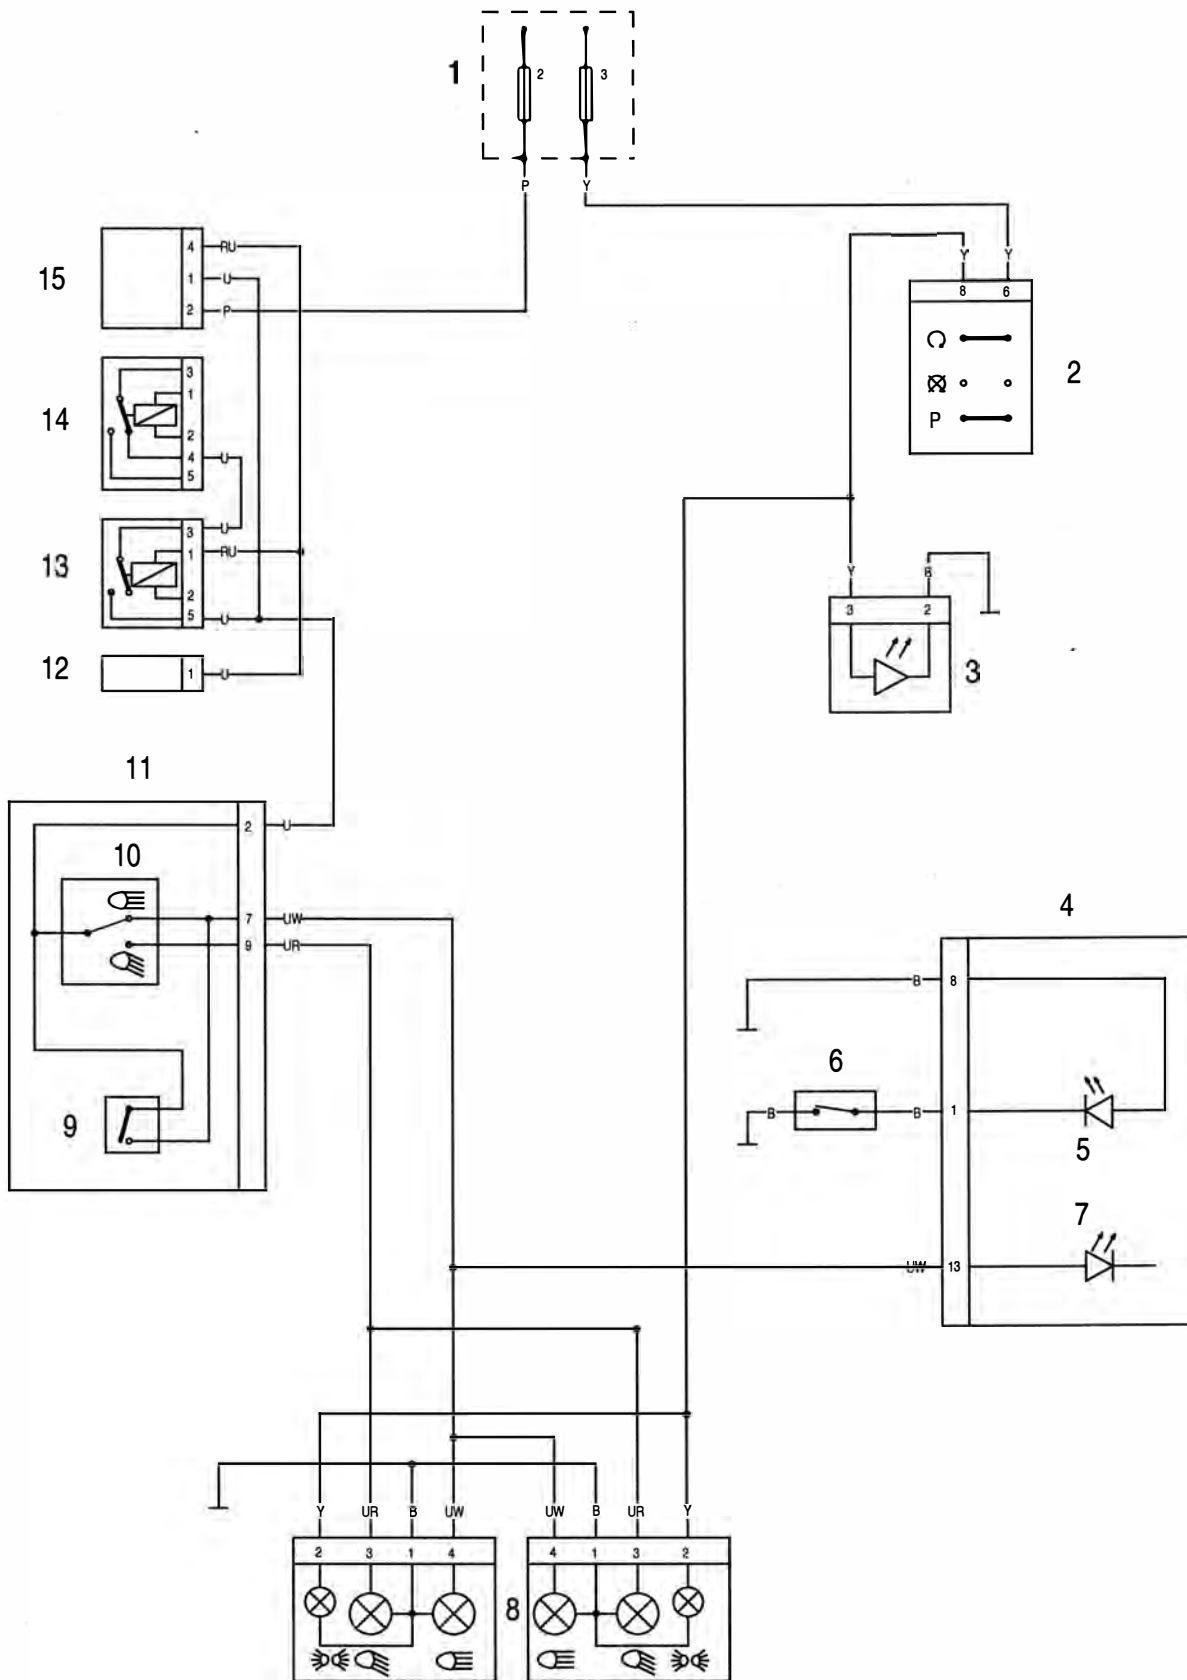 1
2 3
P Y
15
4 RU
1 U
2 P
Y Y
8 6
2
P
14
3
1
2
4 U
5
13
3 U
1 RU
2
5 U
12
1 U
Y B
3 2
3
11
2 U
10
7 UW
9 UR
9
4
B 8
6
B B 1
5
7
UW 13
Y UR B UW UW B UR Y
2 3 1 4 4 1 3 2
8